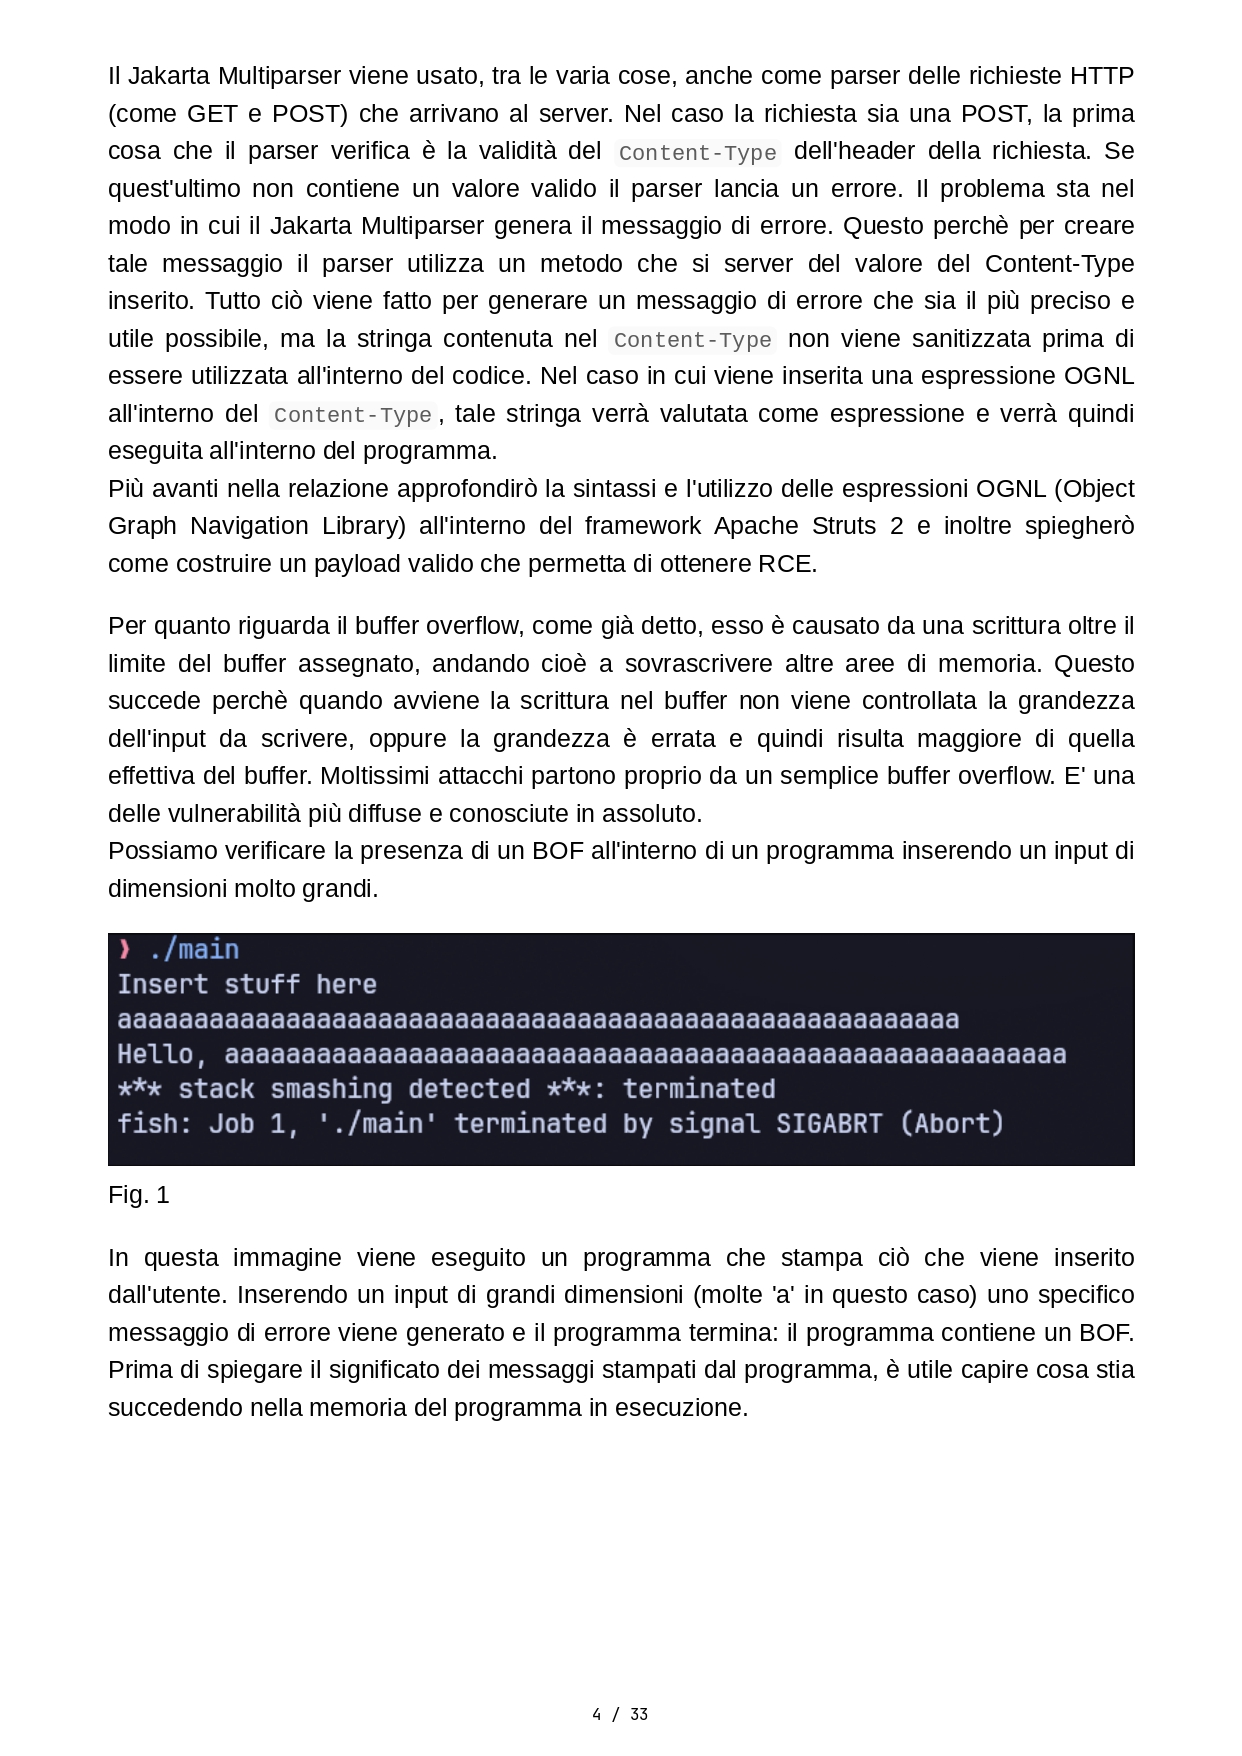 Il Jakarta Multiparser viene usato, tra le varia cose, anche come parser delle richieste HTTP
(come GET e POST) che arrivano al server. Nel caso la richiesta sia una POST, la prima
cosa che il parser verifica è la validità del Content-Type dell'header della richiesta. Se
quest'ultimo non contiene un valore valido il parser lancia un errore. Il problema sta nel
modo in cui il Jakarta Multiparser genera il messaggio di errore. Questo perchè per creare
tale messaggio il parser utilizza un metodo che si server del valore del Content-Type
inserito. Tutto ciò viene fatto per generare un messaggio di errore che sia il più preciso e
utile possibile, ma la stringa contenuta nel Content-Type non viene sanitizzata prima di
essere utilizzata all'interno del codice. Nel caso in cui viene inserita una espressione OGNL
all'interno del Content-Type, tale stringa verrà valutata come espressione e verrà quindi
eseguita all'interno del programma.
Più avanti nella relazione approfondirò la sintassi e l'utilizzo delle espressioni OGNL (Object
Graph Navigation Library) all'interno del framework Apache Struts 2 e inoltre spiegherò
come costruire un payload valido che permetta di ottenere RCE.
Per quanto riguarda il buffer overflow, come già detto, esso è causato da una scrittura oltre il
limite del buffer assegnato, andando cioè a sovrascrivere altre aree di memoria. Questo
succede perchè quando avviene la scrittura nel buffer non viene controllata la grandezza
dell'input da scrivere, oppure la grandezza è errata e quindi risulta maggiore di quella
effettiva del buffer. Moltissimi attacchi partono proprio da un semplice buffer overflow. E' una
delle vulnerabilità più diffuse e conosciute in assoluto.
Possiamo verificare la presenza di un BOF all'interno di un programma inserendo un input di
dimensioni molto grandi.
❯ ./main
Insert stuff here
aaaaaaaaaaaaaaaaaaaaaaaaaaaaaaaaaaaaaaaaaaaaaaaaaaaaaaa
Hello, aaaaaaaaaaaaaaaaaaaaaaaaaaaaaaaaaaaaaaaaaaaaaaaaaaaaaaa
*** stack smashing detected ***: terminated
fish: Job 1, './main' terminated by signal SIGABRT (Abort)
Fig. 1
In questa immagine viene eseguito un programma che stampa ciò che viene inserito
dall'utente. Inserendo un input di grandi dimensioni (molte 'a' in questo caso) uno specifico
messaggio di errore viene generato e il programma termina: il programma contiene un BOF.
Prima di spiegare il significato dei messaggi stampati dal programma, è utile capire cosa stia
succedendo nella memoria del programma in esecuzione.
4 / 33